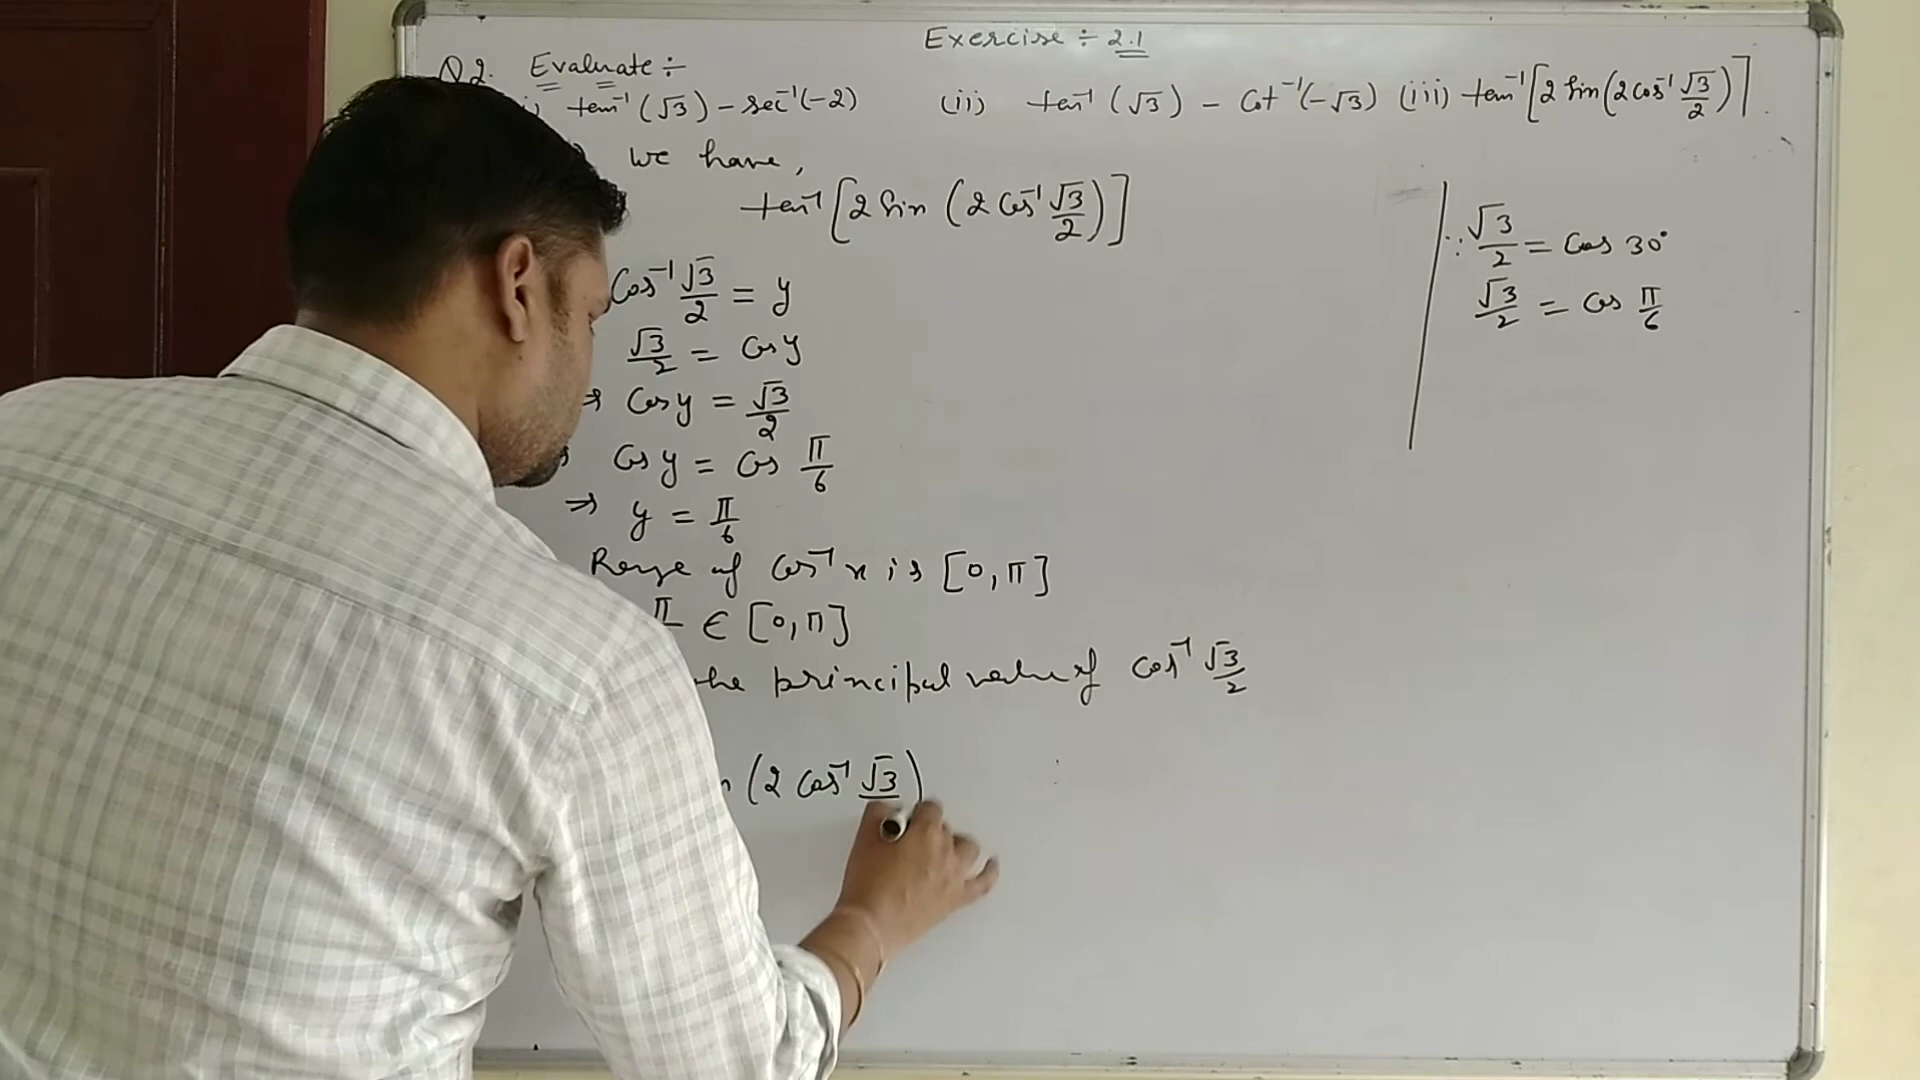 Exercise ÷ 2.1
Q2. Evaluate ÷
i) tan⁻¹(√3) – sec⁻¹(–2) (ii) tan⁻¹(√3) – Cot⁻¹(–√3) (iii) tan⁻¹[2 Sin(2cos⁻¹ √3/2)]
We have,
tan⁻¹[2 Sin (2 Cos⁻¹ √3/2)]
Cos⁻¹ √3/2 = y
√3/2 = Cos y
⇒ Cos y = √3/2
Cos y = Cos π/6
⇒ y = π/6
Range of Cos⁻¹ x is [0, π]
π ∈ [0, π]
the principal value of Cos⁻¹ √3/2
(2 Cos⁻¹ √3)
∵ √3/2 = Cos 30°
√3/2 = Cos π/6